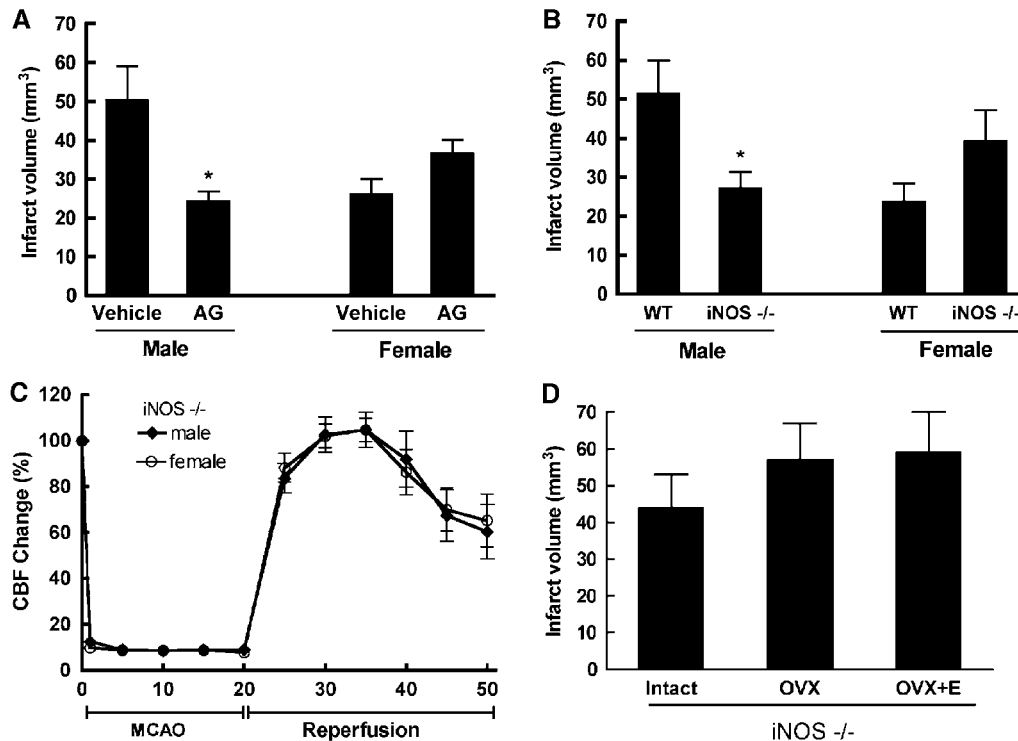 A
Infarct volume (mm³)
70
60
50
40
30
20
10
0
*
Vehicle AG Vehicle AG
Male Female
B
Infarct volume (mm³)
70
60
50
40
30
20
10
0
*
WT iNOS -/- WT iNOS -/-
Male Female
C
CBF Change (%)
120
100
80
60
40
20
0
iNOS -/-
male
female
0 10 20 30 40 50
MCAO Reperfusion
D
Infarct volume (mm³)
70
60
50
40
30
20
10
0
Intact OVX OVX+E
iNOS -/-